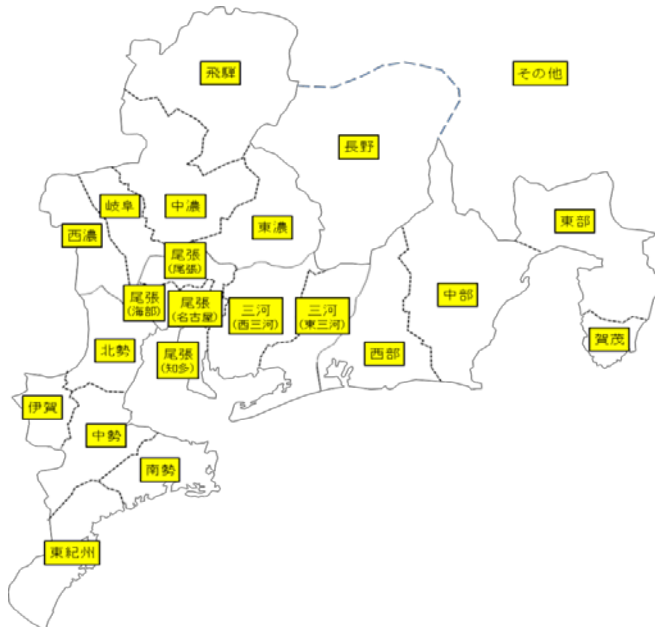 飛騨
その他
長野
岐阜
中濃
東濃
東部
西濃
尾張
(尾張)
尾張
(海部)
尾張
(名古屋)
三河
(西三河)
三河
(東三河)
中部
北勢
尾張
(知多)
西部
賀茂
伊賀
中勢
南勢
東紀州